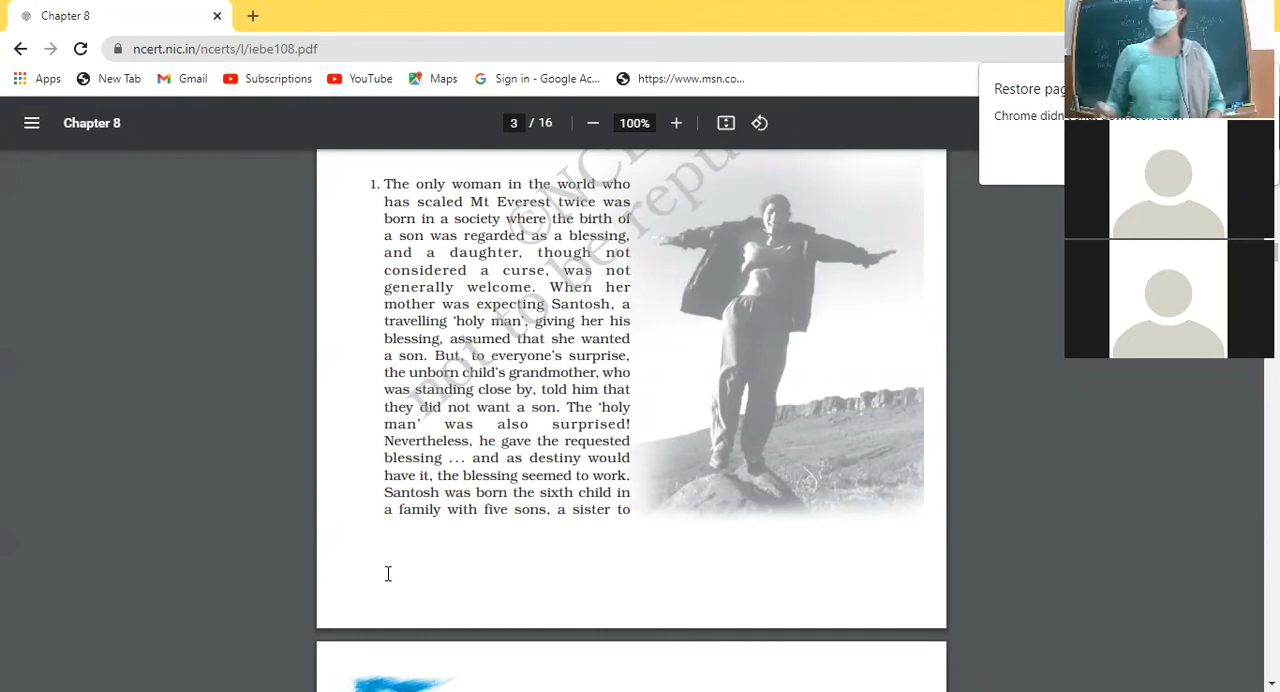 Chapter 8
ncert.nic.in/ncerts/l/iebe108.pdf
Apps New Tab Gmail Subscriptions YouTube Maps Sign in - Google Ac... https://www.msn.co...
Restore pag
Chrome didn't
Chapter 8 3 / 16 100%
1. The only woman in the world who
has scaled Mt Everest twice was
born in a society where the birth of
a son was regarded as a blessing,
and a daughter, though not
considered a curse, was not
generally welcome. When her
mother was expecting Santosh, a
travelling ‘holy man’, giving her his
blessing, assumed that she wanted
a son. But, to everyone’s surprise,
the unborn child’s grandmother, who
was standing close by, told him that
they did not want a son. The ‘holy
man’ was also surprised!
Nevertheless, he gave the requested
blessing ... and as destiny would
have it, the blessing seemed to work.
Santosh was born the sixth child in
a family with five sons, a sister to
©NC
not to be repu